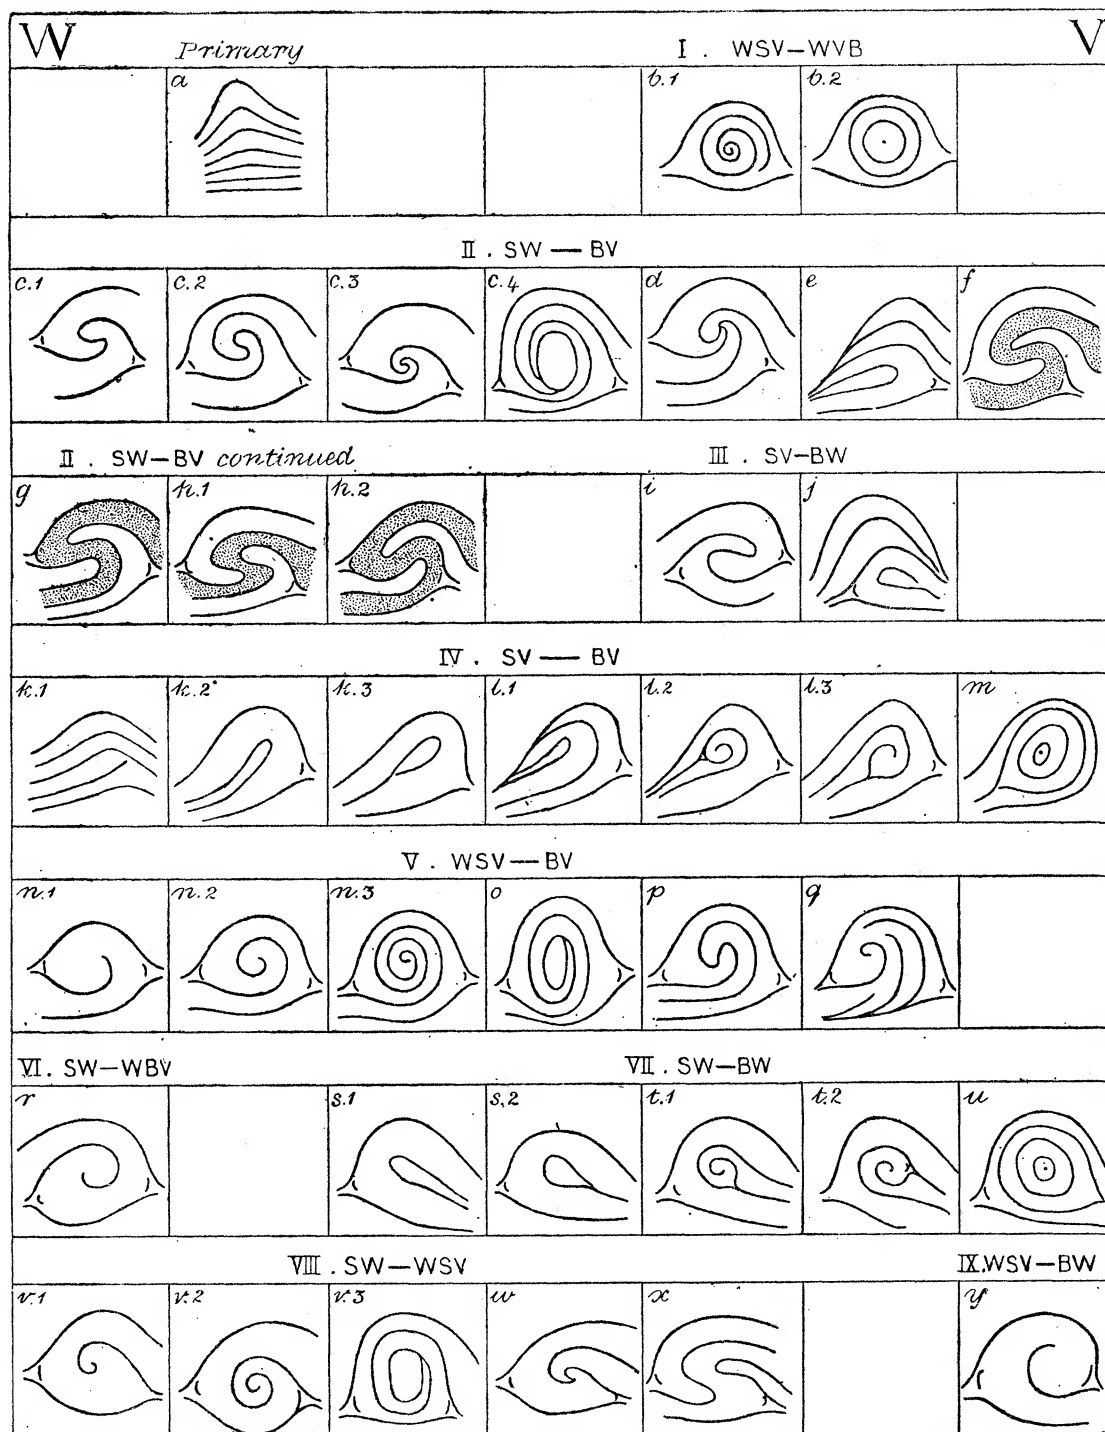 W Primary I . WSV—WVB V
a b.1 b.2
II . SW — BV
c.1 c.2 c.3 c.4 d e f
II . SW—BV continued III . SV-BW
g h.1 h.2 i j
IV . SV — BV
k.1 k.2 k.3 l.1 l.2 l.3 m
V . WSV—BV
n.1 n.2 n.3 o p q
VI. SW—WBV VII . SW—BW
r s.1 s.2 t.1 t.2 u
VIII . SW—WSV IX.WSV—BW
v.1 v.2 v.3 w x y